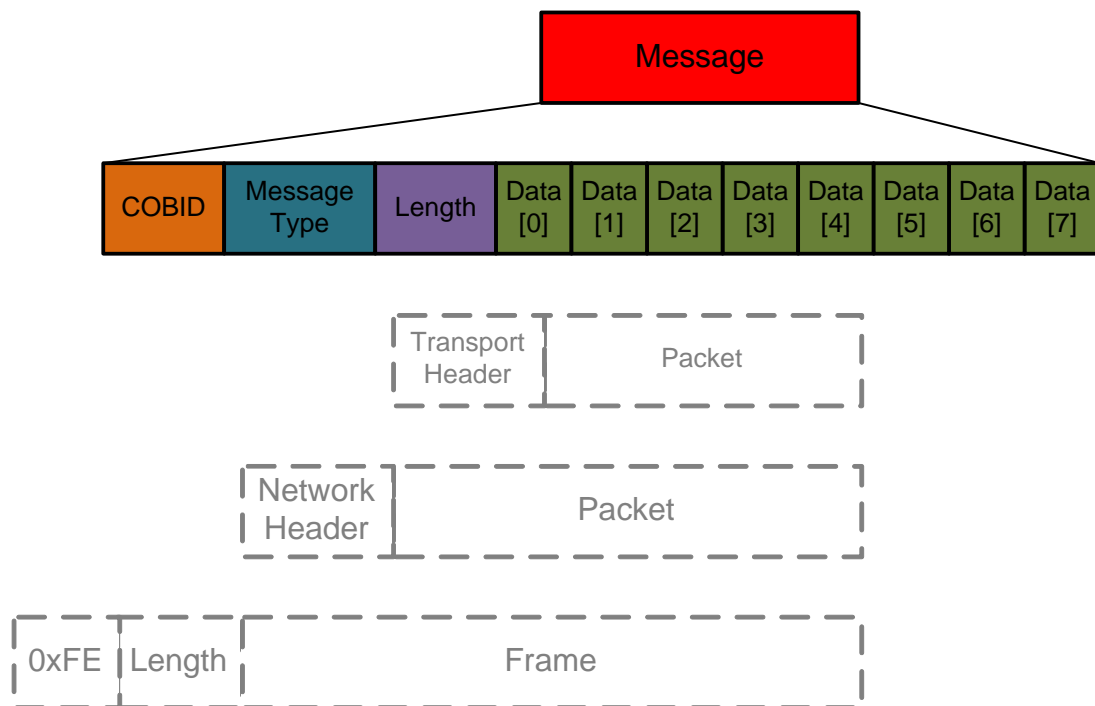 Message
COBID
Message
Type
Length
Data
[0]
Data
[1]
Data
[2]
Data
[3]
Data
[4]
Data
[5]
Data
[6]
Data
[7]
Transport
Header
Packet
Network
Header
Packet
0xFE
Length
Frame